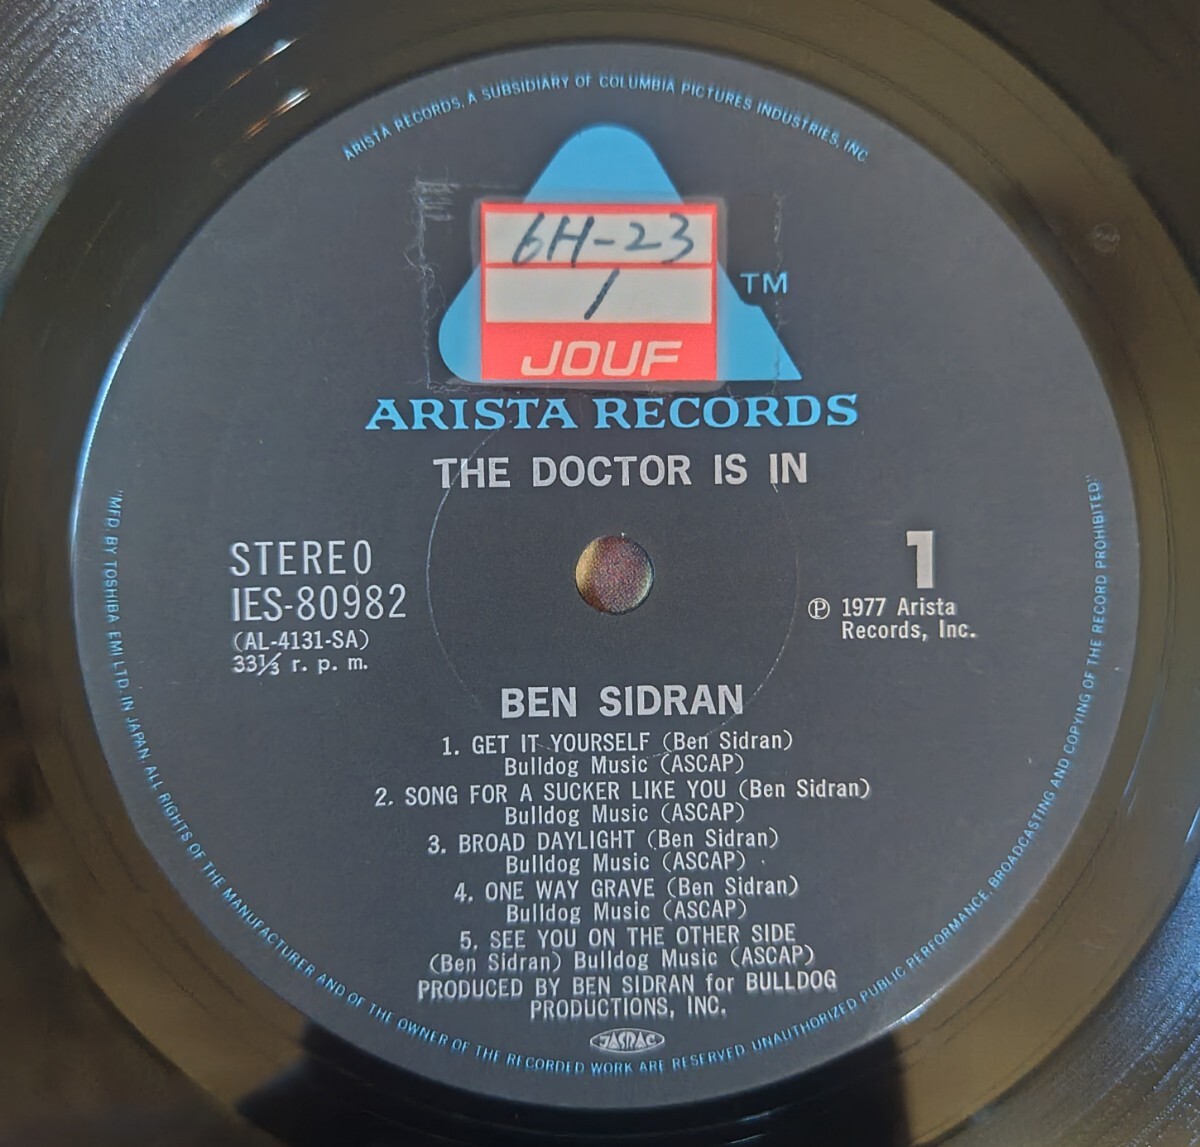 ARISTA RECORDS, A SUBSIDIARY OF COLUMBIA PICTURES INDUSTRIES, INC.
6H-23
1
JOUF
TM
ARISTA RECORDS
THE DOCTOR IS IN
STEREO
IES-80982
(AL-4131-SA)
33⅓ r. p. m.
1
Ⓟ 1977 Arista
Records, Inc.
BEN SIDRAN
1. GET IT YOURSELF (Ben Sidran)
Bulldog Music (ASCAP)
2. SONG FOR A SUCKER LIKE YOU (Ben Sidran)
Bulldog Music (ASCAP)
3. BROAD DAYLIGHT (Ben Sidran)
Bulldog Music (ASCAP)
4. ONE WAY GRAVE (Ben Sidran)
Bulldog Music (ASCAP)
5. SEE YOU ON THE OTHER SIDE
(Ben Sidran) Bulldog Music (ASCAP)
PRODUCED BY BEN SIDRAN for BULLDOG
PRODUCTIONS, INC.
JASRAC
"MFD. BY TOSHIBA EMI LTD. IN JAPAN. ALL RIGHTS OF THE MANUFACTURER AND OF THE OWNER OF THE RECORDED WORK ARE RESERVED. UNAUTHORIZED PUBLIC PERFORMANCE, BROADCASTING AND COPYING OF THE RECORD PROHIBITED"